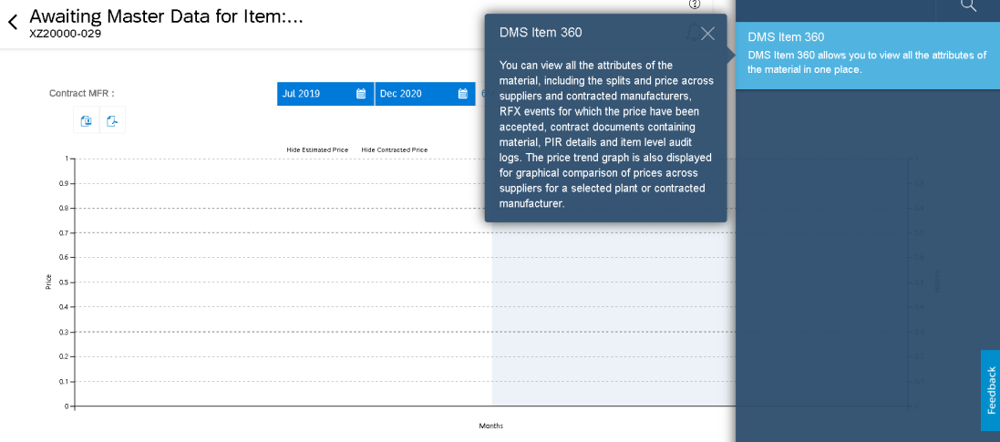 Awaiting Master Data for Item:...
XZ20000-029
DMS Item 360
You can view all the attributes of the
material, including the splits and price across
suppliers and contracted manufacturers,
RFX events for which the price have been
accepted, contract documents containing
material, PIR details and item level audit
logs. The price trend graph is also displayed
for graphical comparison of prices across
suppliers for a selected plant or contracted
manufacturer.
DMS Item 360
DMS Item 360 allows you to view all the attributes of
the material in one place.
Contract MFR :
Jul 2019
Dec 2020
Hide Estimated Price
Hide Contracted Price
1
0.9
0.8
0.7
0.6
0.5
0.4
0.3
0.2
0.1
0
Price
Months
Feedback